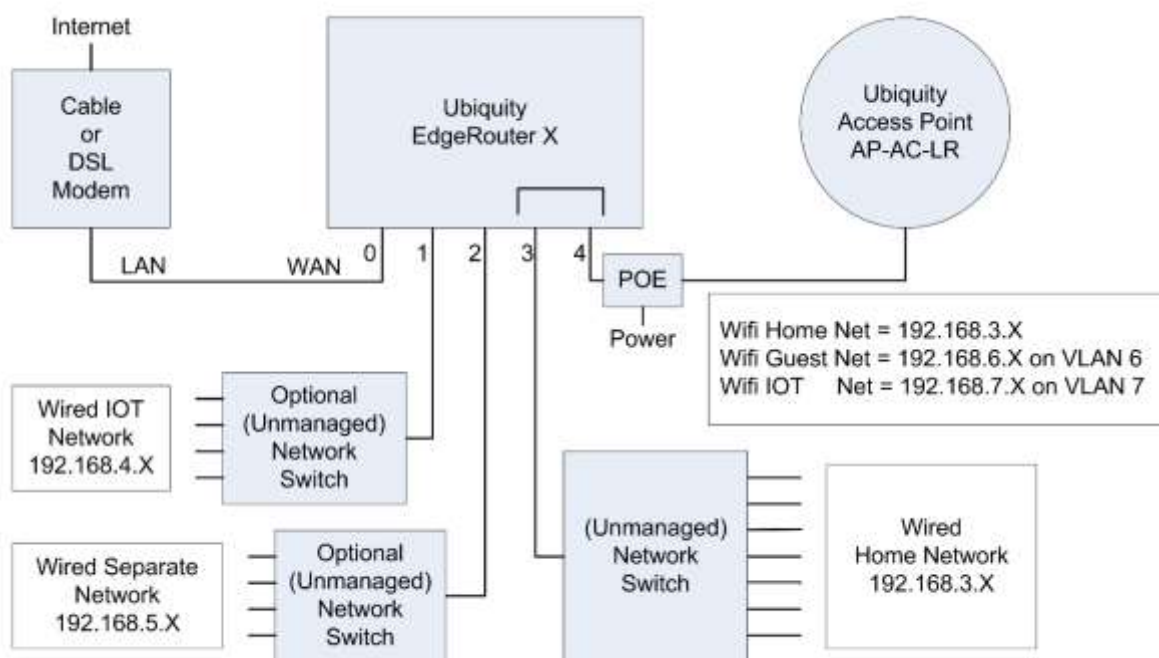 Internet
Cable
or
DSL
Modem
Ubiquity
EdgeRouter X
Ubiquity
Access Point
AP-AC-LR
LAN
WAN
0
1
2
3
4
POE
Power
Wifi Home Net = 192.168.3.X
Wifi Guest Net = 192.168.6.X on VLAN 6
Wifi IOT Net = 192.168.7.X on VLAN 7
Wired IOT
Network
192.168.4.X
Optional
(Unmanaged)
Network
Switch
Wired Separate
Network
192.168.5.X
Optional
(Unmanaged)
Network
Switch
(Unmanaged)
Network
Switch
Wired
Home Network
192.168.3.X